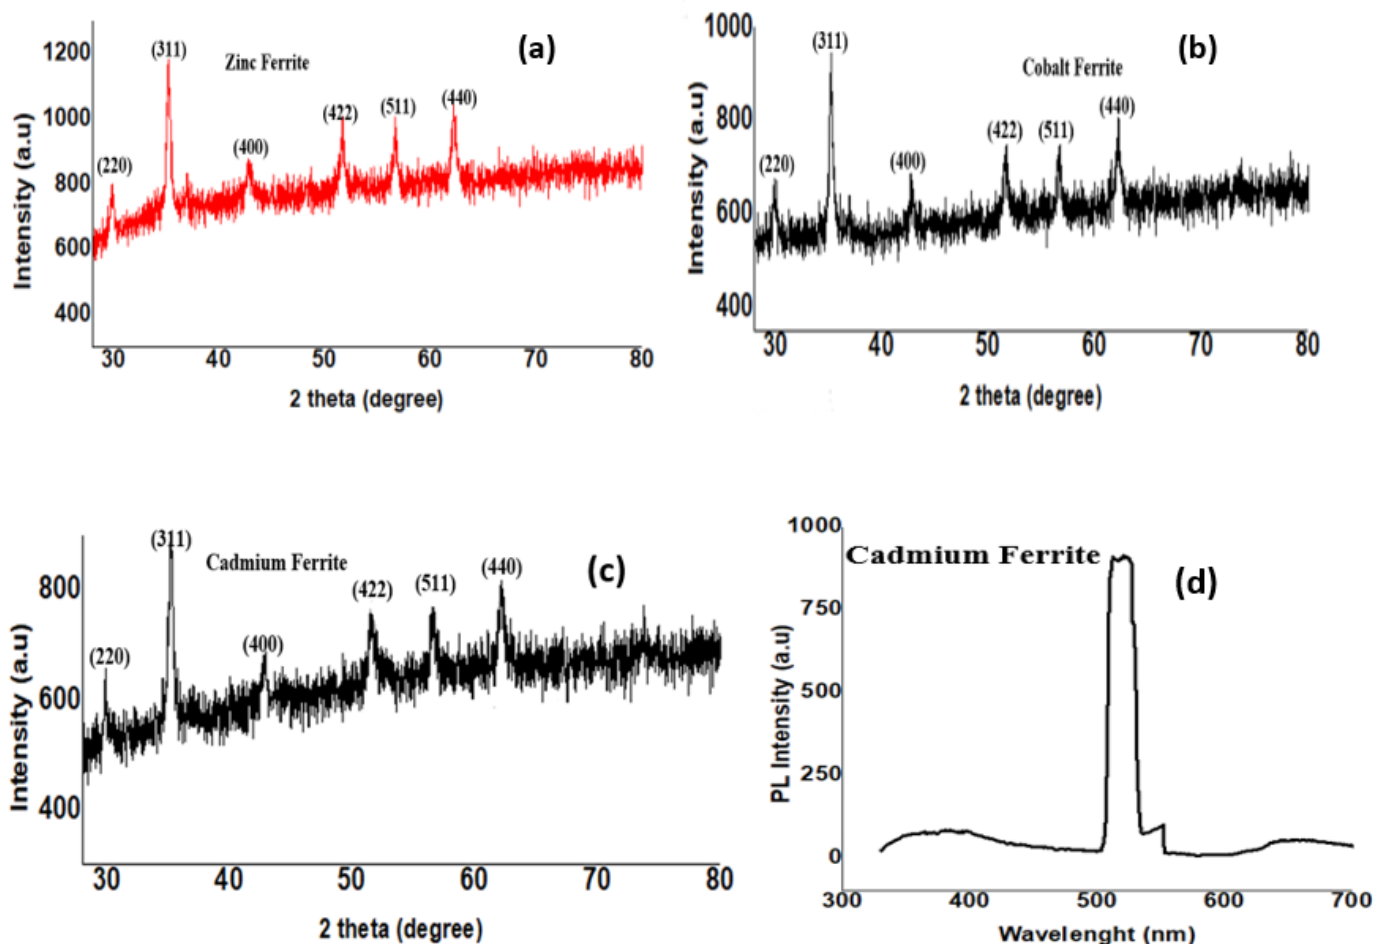 (a)
Zinc Ferrite
1200
1000
800
600
400
(220)
(311)
(400)
(422)
(511)
(440)
Intensity (a.u)
30 40 50 60 70 80
2 theta (degree)
(b)
Cobalt Ferrite
1000
800
600
400
(220)
(311)
(400)
(422)
(511)
(440)
Intensity (a.u)
30 40 50 60 70 80
2 theta (degree)
(c)
Cadmium Ferrite
800
600
400
(220)
(311)
(400)
(422)
(511)
(440)
Intensity (a.u)
30 40 50 60 70 80
2 theta (degree)
(d)
Cadmium Ferrite
1000
750
500
250
0
PL Intensity (a.u)
300 400 500 600 700
Wavelenght (nm)